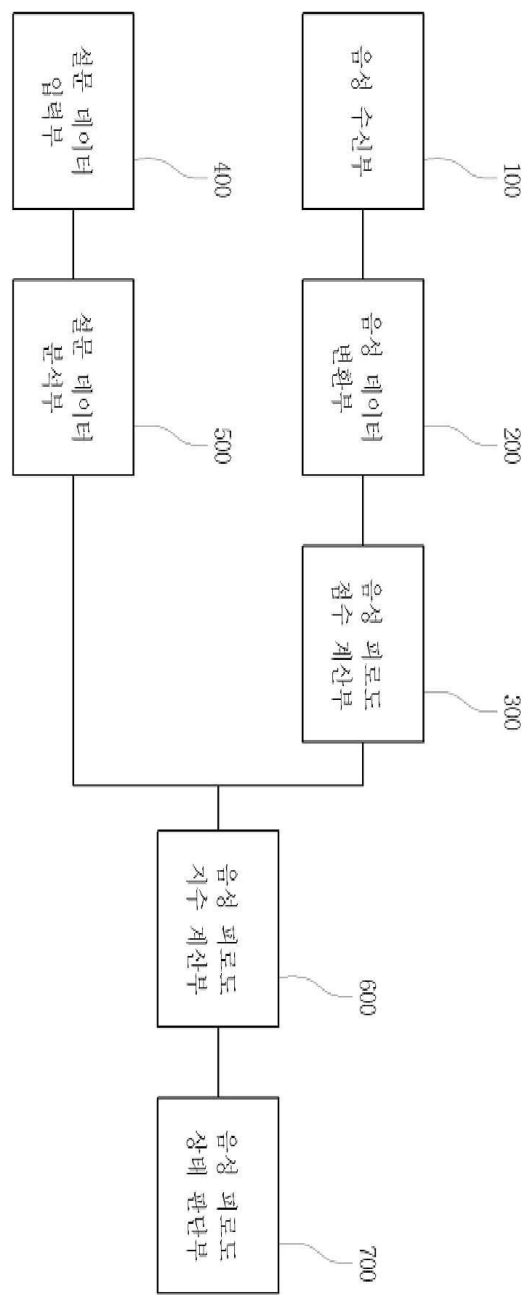 음성 수신부
100
음성 데이터
변환부
200
음성 피로도
점수 계산부
300
설문 데이터
입력부
400
설문 데이터
분석부
500
음성 피로도
지수 계산부
600
음성 피로도
상태 판단부
700